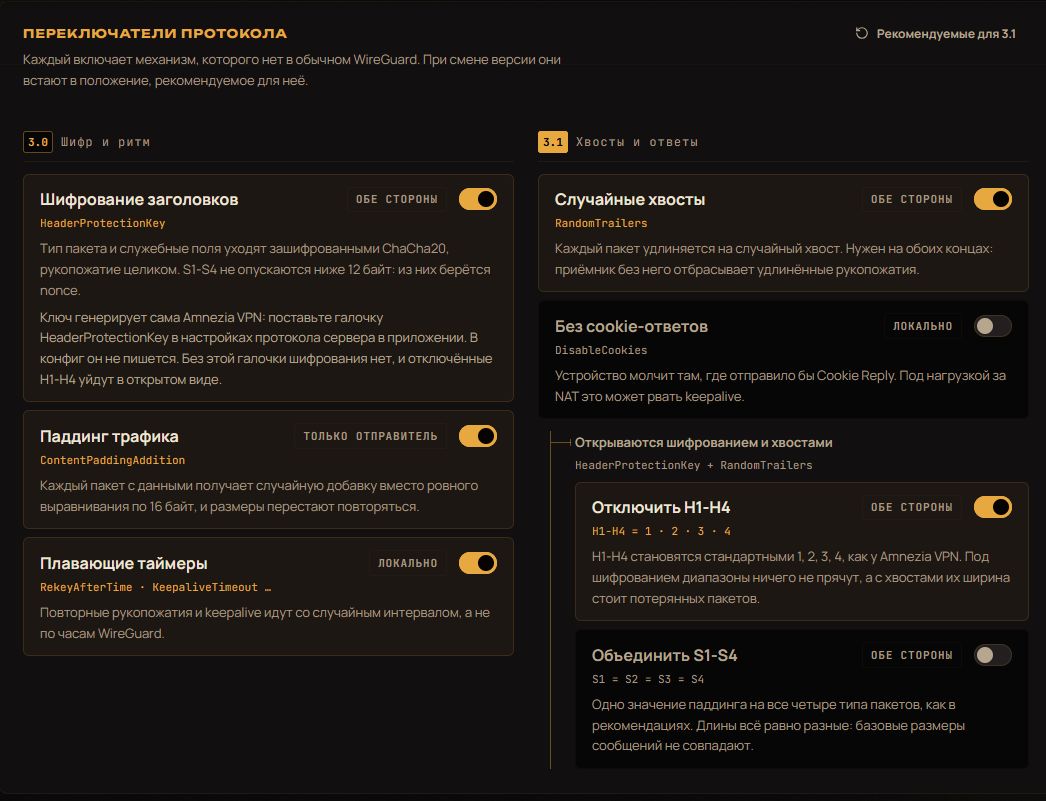 ПЕРЕКЛЮЧАТЕЛИ ПРОТОКОЛА
Рекомендуемые для 3.1
Каждый включает механизм, которого нет в обычном WireGuard. При смене версии они
встают в положение, рекомендуемое для неё.
3.0 Шифр и ритм
Шифрование заголовков
ОБЕ СТОРОНЫ
HeaderProtectionKey
Тип пакета и служебные поля уходят зашифрованными ChaCha20,
рукопожатие целиком. S1-S4 не опускаются ниже 12 байт: из них берётся
nonce.
Ключ генерирует сама Amnezia VPN: поставьте галочку
HeaderProtectionKey в настройках протокола сервера в приложении. В
конфиг он не пишется. Без этой галочки шифрования нет, и отключённые
H1-H4 уйдут в открытом виде.
Паддинг трафика
ТОЛЬКО ОТПРАВИТЕЛЬ
ContentPaddingAddition
Каждый пакет с данными получает случайную добавку вместо ровного
выравнивания по 16 байт, и размеры перестают повторяться.
Плавающие таймеры
ЛОКАЛЬНО
RekeyAfterTime · KeepaliveTimeout …
Повторные рукопожатия и keepalive идут со случайным интервалом, а не
по часам WireGuard.
3.1 Хвосты и ответы
Случайные хвосты
ОБЕ СТОРОНЫ
RandomTrailers
Каждый пакет удлиняется на случайный хвост. Нужен на обоих концах:
приёмник без него отбрасывает удлинённые рукопожатия.
Без cookie-ответов
ЛОКАЛЬНО
DisableCookies
Устройство молчит там, где отправило бы Cookie Reply. Под нагрузкой за
NAT это может рвать keepalive.
Открываются шифрованием и хвостами
HeaderProtectionKey + RandomTrailers
Отключить H1-H4
ОБЕ СТОРОНЫ
H1-H4 = 1 · 2 · 3 · 4
H1-H4 становятся стандартными 1, 2, 3, 4, как у Amnezia VPN. Под
шифрованием диапазоны ничего не прячут, а с хвостами их ширина
стоит потерянных пакетов.
Объединить S1-S4
ОБЕ СТОРОНЫ
S1 = S2 = S3 = S4
Одно значение паддинга на все четыре типа пакетов, как в
рекомендациях. Длины всё равно разные: базовые размеры
сообщений не совпадают.